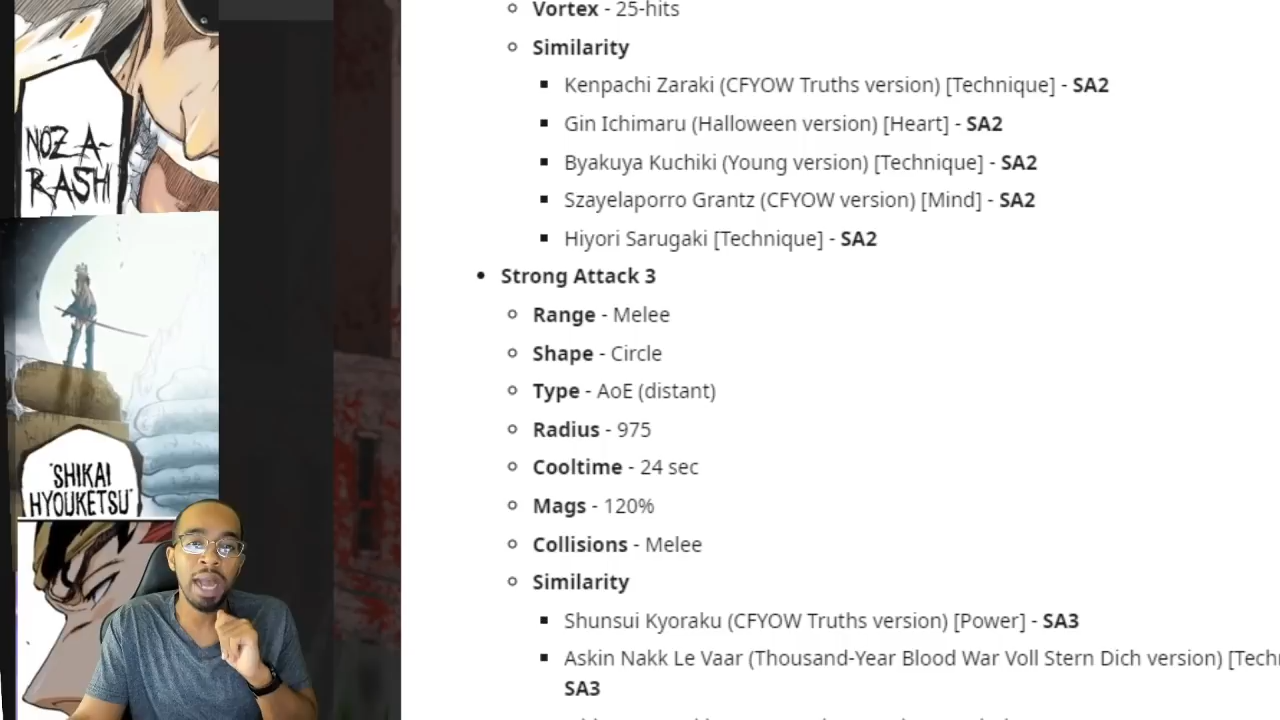 NOZA-
RASHI
"SHIKAI
HYOUKETSU"
Vortex - 25-hits
Similarity
Kenpachi Zaraki (CFYOW Truths version) [Technique] - SA2
Gin Ichimaru (Halloween version) [Heart] - SA2
Byakuya Kuchiki (Young version) [Technique] - SA2
Szayelaporro Grantz (CFYOW version) [Mind] - SA2
Hiyori Sarugaki [Technique] - SA2
Strong Attack 3
Range - Melee
Shape - Circle
Type - AoE (distant)
Radius - 975
Cooltime - 24 sec
Mags - 120%
Collisions - Melee
Similarity
Shunsui Kyoraku (CFYOW Truths version) [Power] - SA3
Askin Nakk Le Vaar (Thousand-Year Blood War Voll Stern Dich version) [Techn
SA3